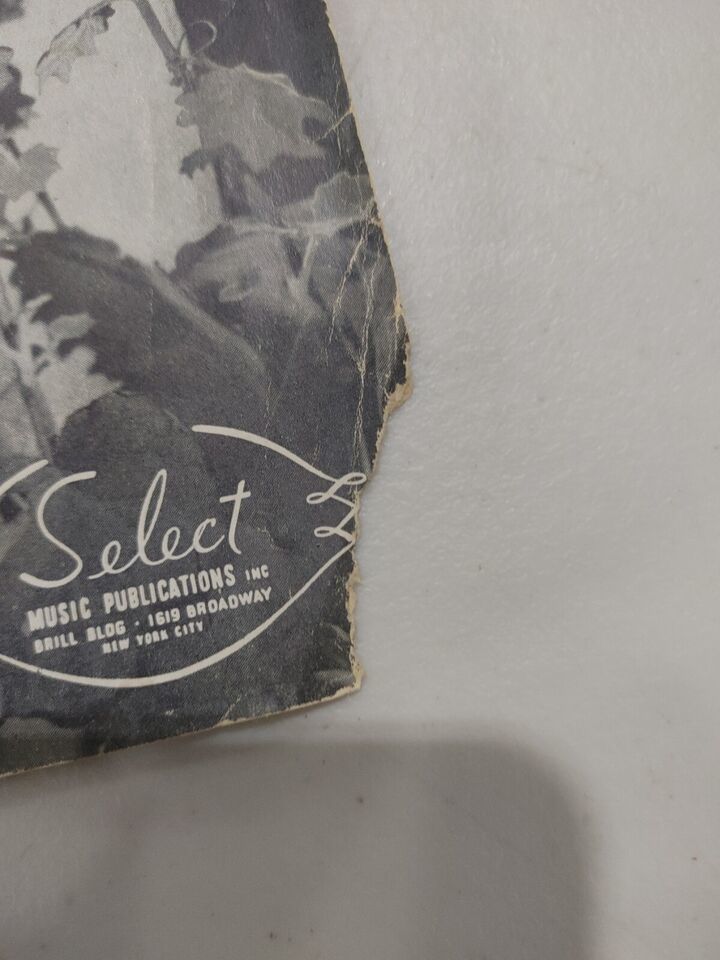 Select
MUSIC PUBLICATIONS INC
BRILL BLDG · 1619 BROADWAY
NEW YORK CITY